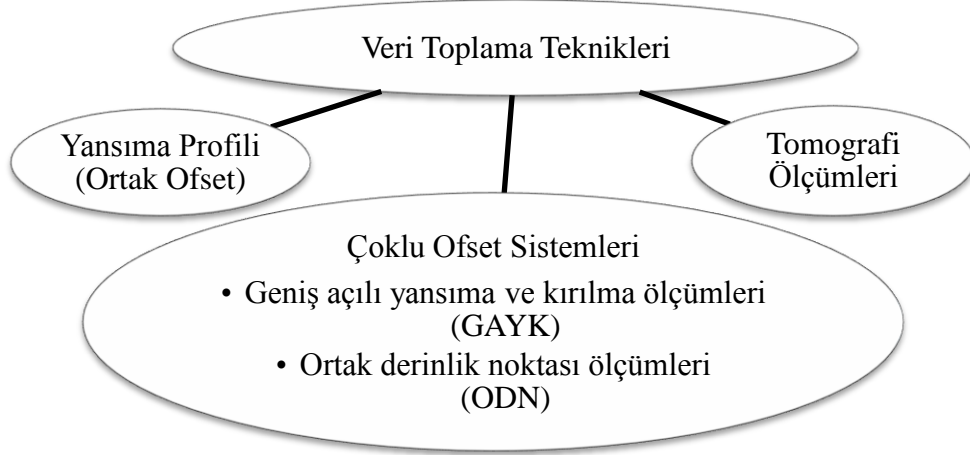 Veri Toplama Teknikleri
Yansıma Profili
(Ortak Ofset)
Tomografi
Ölçümleri
Çoklu Ofset Sistemleri
• Geniş açılı yansıma ve kırılma ölçümleri
(GAYK)
• Ortak derinlik noktası ölçümleri
(ODN)